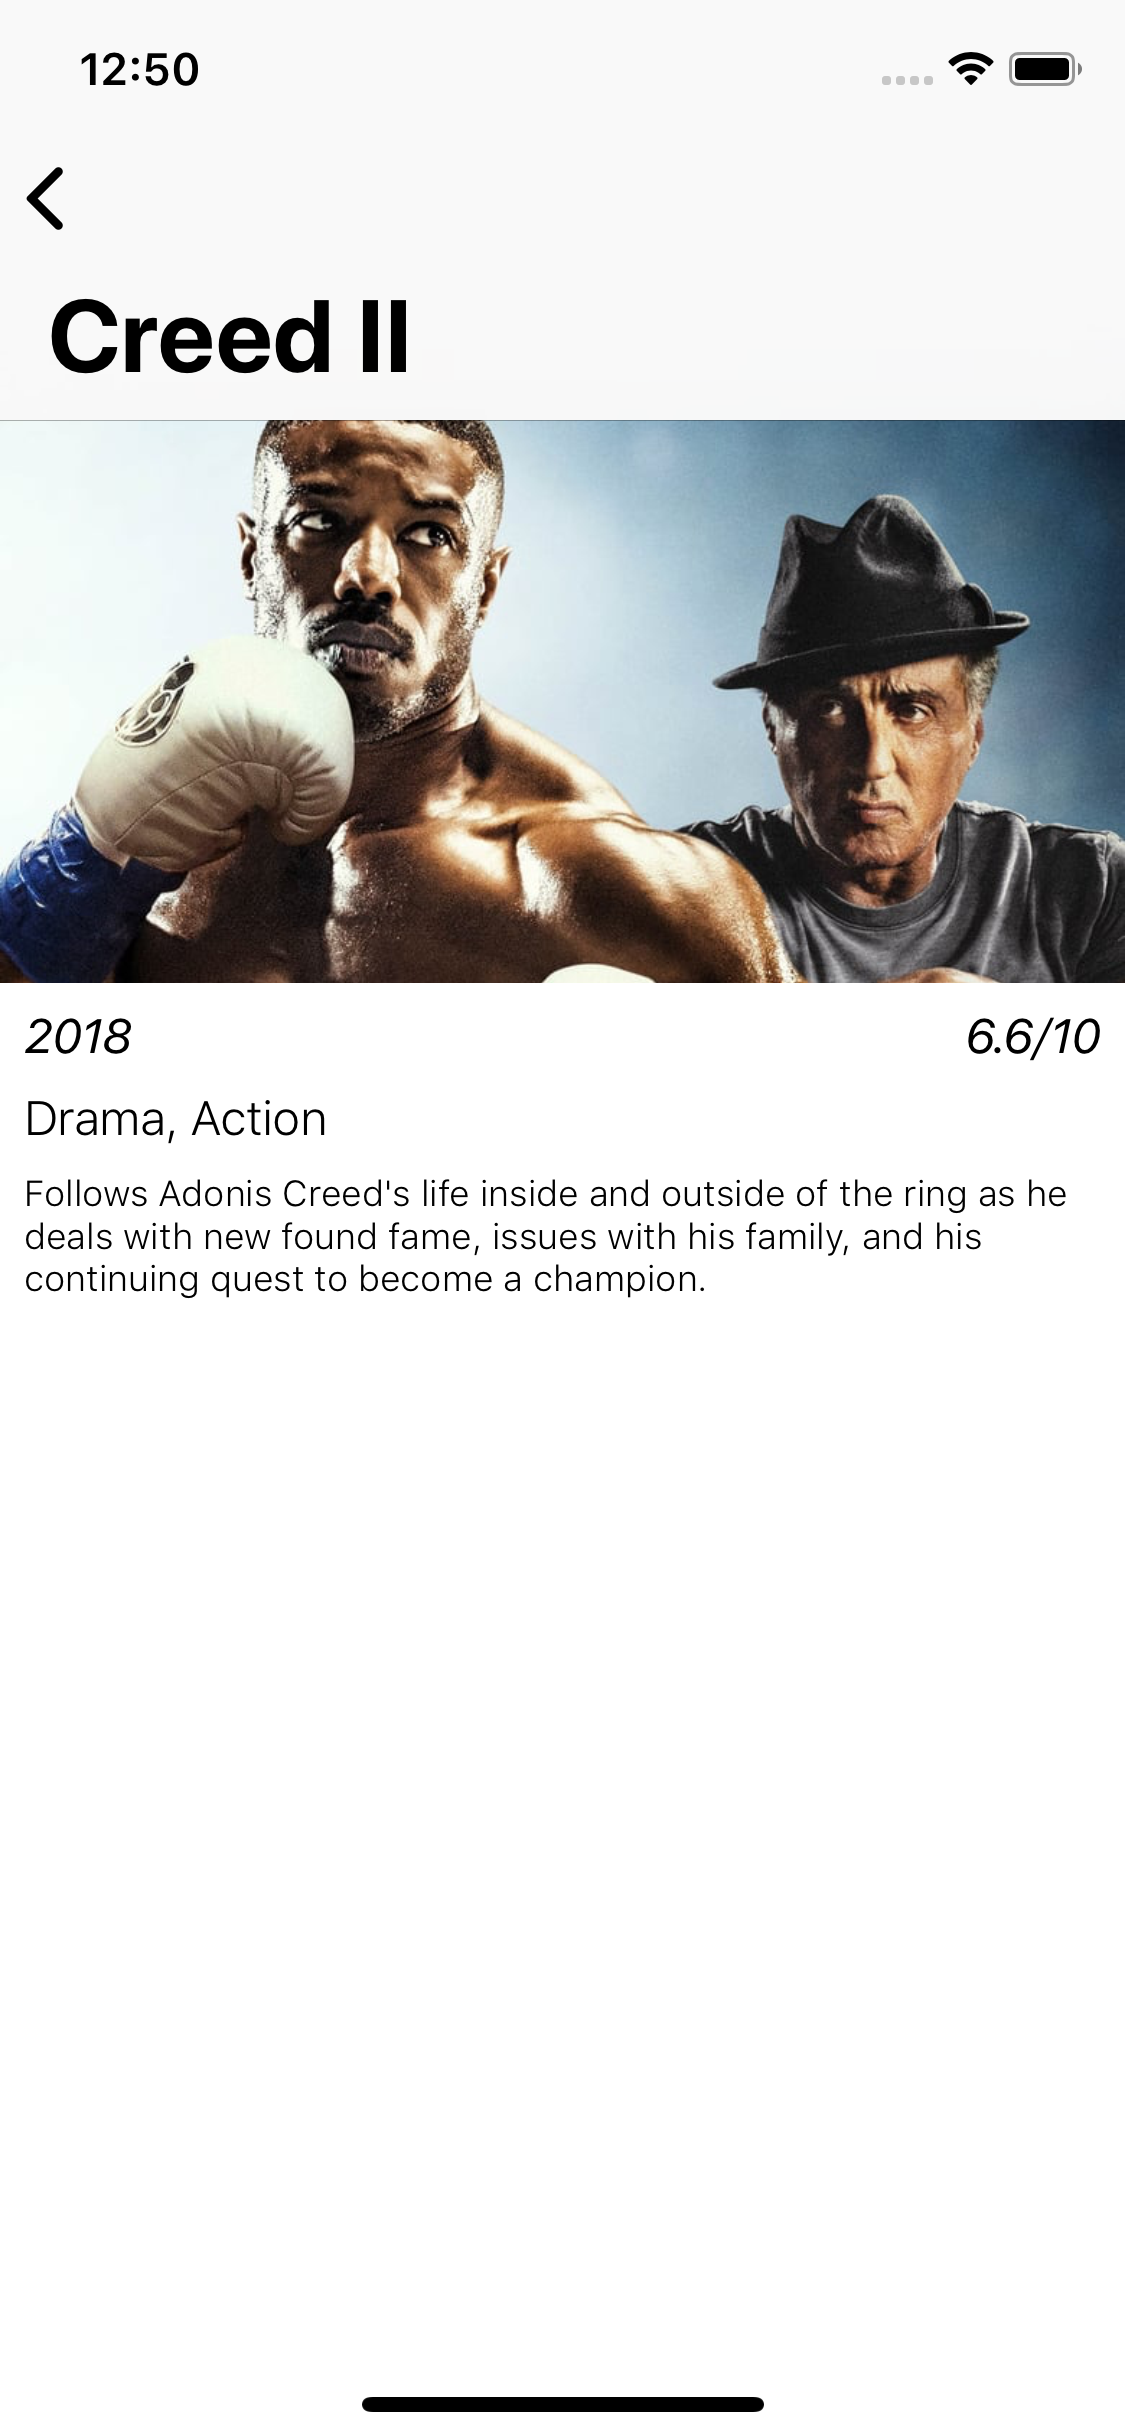 12:50
Creed II
2018
6.6/10
Drama, Action
Follows Adonis Creed's life inside and outside of the ring as he
deals with new found fame, issues with his family, and his
continuing quest to become a champion.